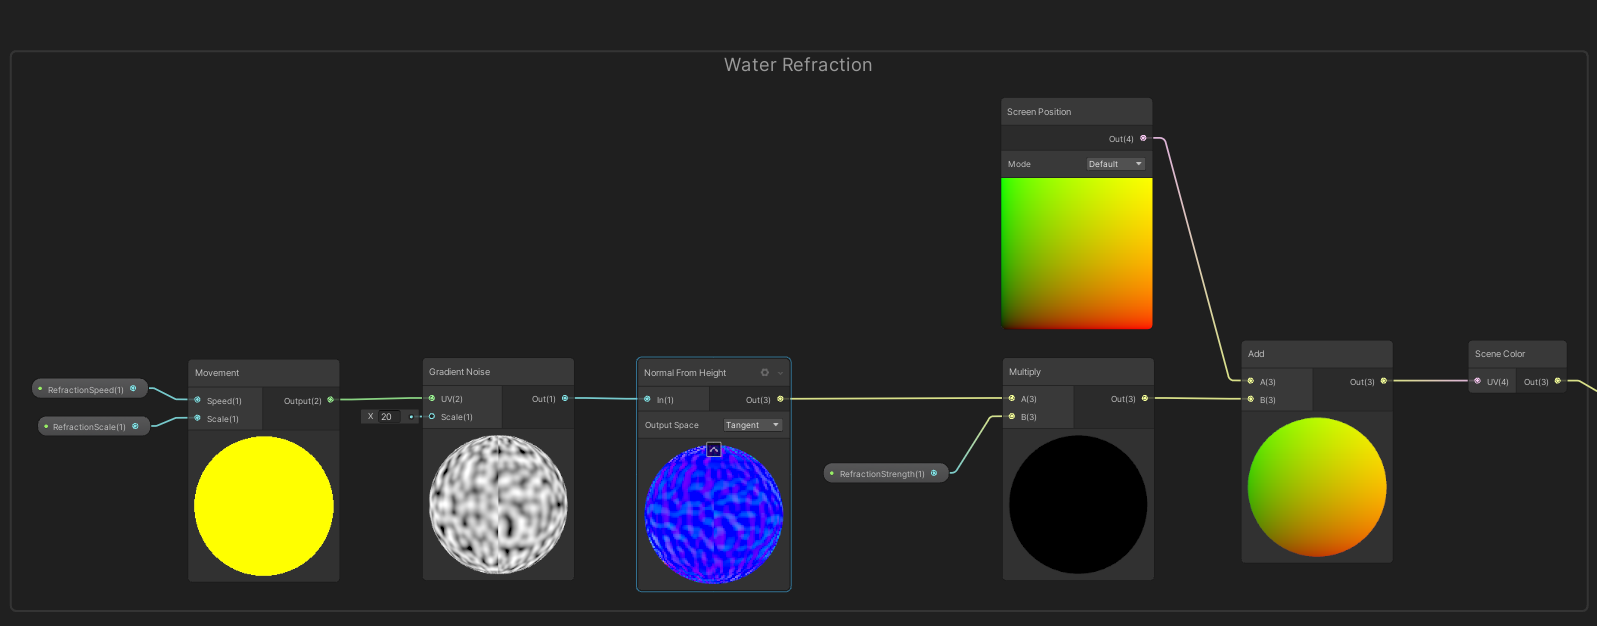 Water Refraction
Screen Position
Out(4)
Mode
Default
RefractionSpeed(1)
RefractionScale(1)
Movement
Speed(1)
Output(2)
Scale(1)
X 20
Gradient Noise
UV(2)
Out(1)
Scale(1)
Normal From Height
In(1)
Out(3)
Output Space
Tangent
RefractionStrength(1)
Multiply
A(3)
Out(3)
B(3)
Add
A(3)
Out(3)
B(3)
Scene Color
UV(4)
Out(3)